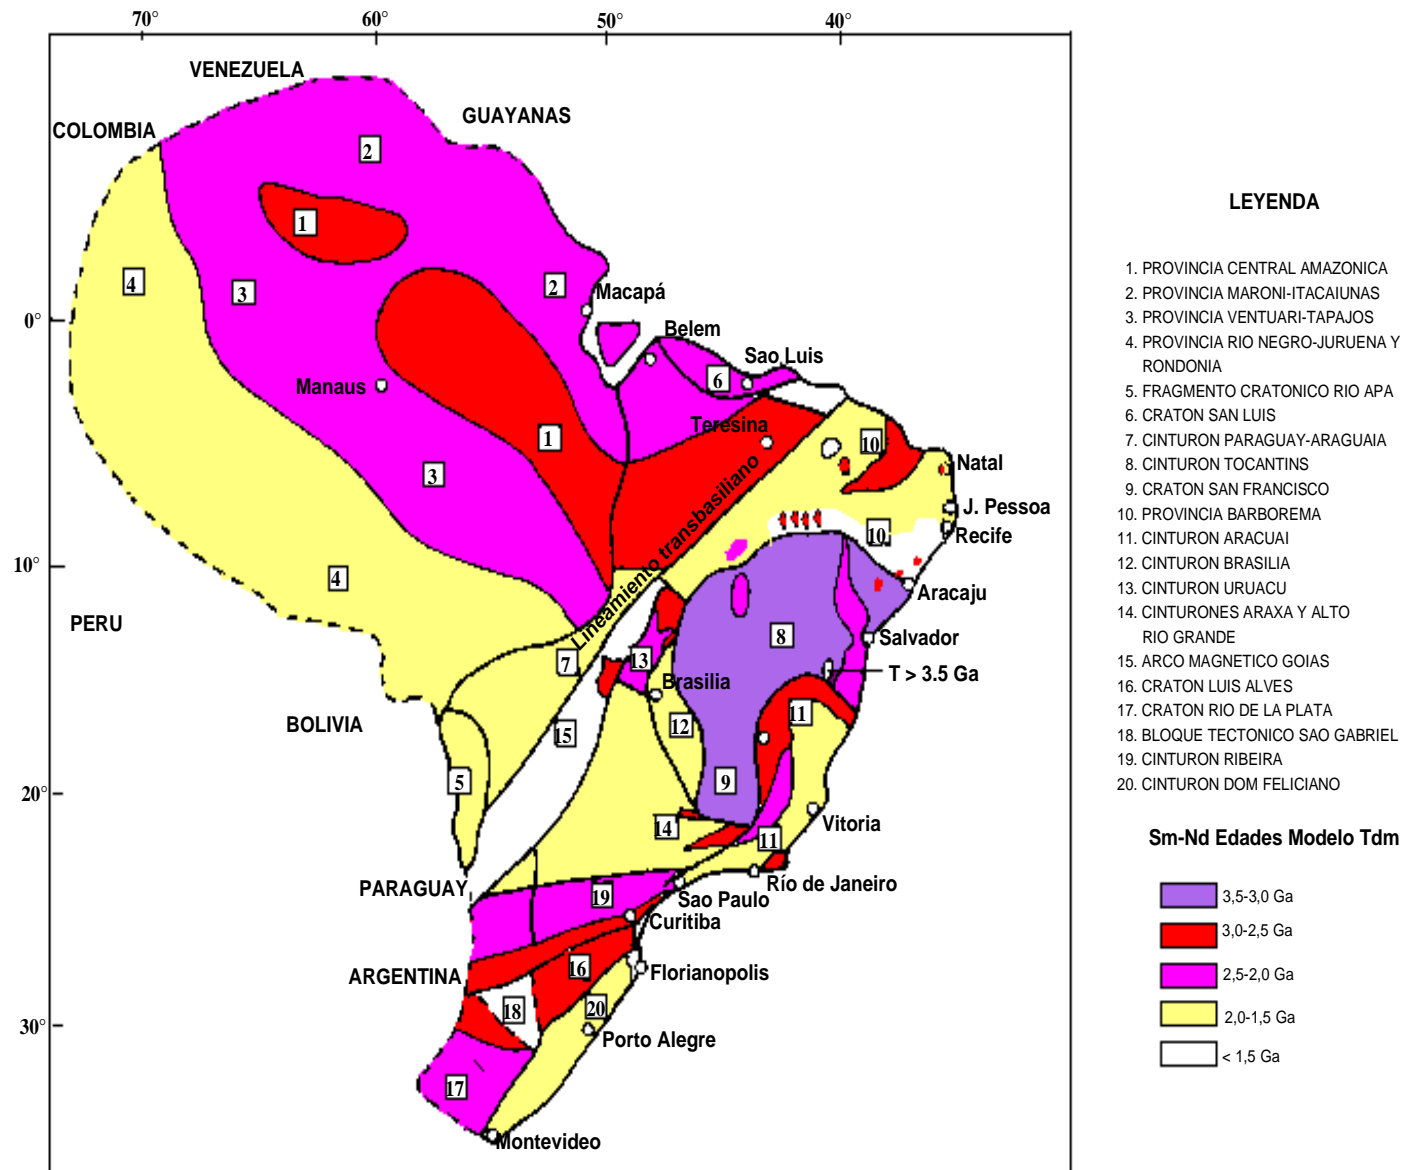 70° 60° 50° 40°
VENEZUELA
GUAYANAS
COLOMBIA
2
1
4
3
2
Macapá
0°
Belem
Sao Luis
6
Manaus
Teresina
1
10
3
Natal
J. Pessoa
10
Recife
Lineamiento transbasiliano
10°
4
Aracaju
PERU
8
Salvador
13
7
T > 3.5 Ga
Brasilia
11
BOLIVIA
12
15
5
9
20°
14
Vitoria
11
PARAGUAY
Río de Janeiro
19
Sao Paulo
Curitiba
ARGENTINA
16
Florianopolis
18
20
30°
Porto Alegre
17
Montevideo
LEYENDA
1. PROVINCIA CENTRAL AMAZONICA
2. PROVINCIA MARONI-ITACAIUNAS
3. PROVINCIA VENTUARI-TAPAJOS
4. PROVINCIA RIO NEGRO-JURUENA Y
RONDONIA
5. FRAGMENTO CRATONICO RIO APA
6. CRATON SAN LUIS
7. CINTURON PARAGUAY-ARAGUAIA
8. CINTURON TOCANTINS
9. CRATON SAN FRANCISCO
10. PROVINCIA BARBOREMA
11. CINTURON ARACUAI
12. CINTURON BRASILIA
13. CINTURON URUACU
14. CINTURONES ARAXA Y ALTO
RIO GRANDE
15. ARCO MAGNETICO GOIAS
16. CRATON LUIS ALVES
17. CRATON RIO DE LA PLATA
18. BLOQUE TECTONICO SAO GABRIEL
19. CINTURON RIBEIRA
20. CINTURON DOM FELICIANO
Sm-Nd Edades Modelo Tdm
3,5-3,0 Ga
3,0-2,5 Ga
2,5-2,0 Ga
2,0-1,5 Ga
< 1,5 Ga